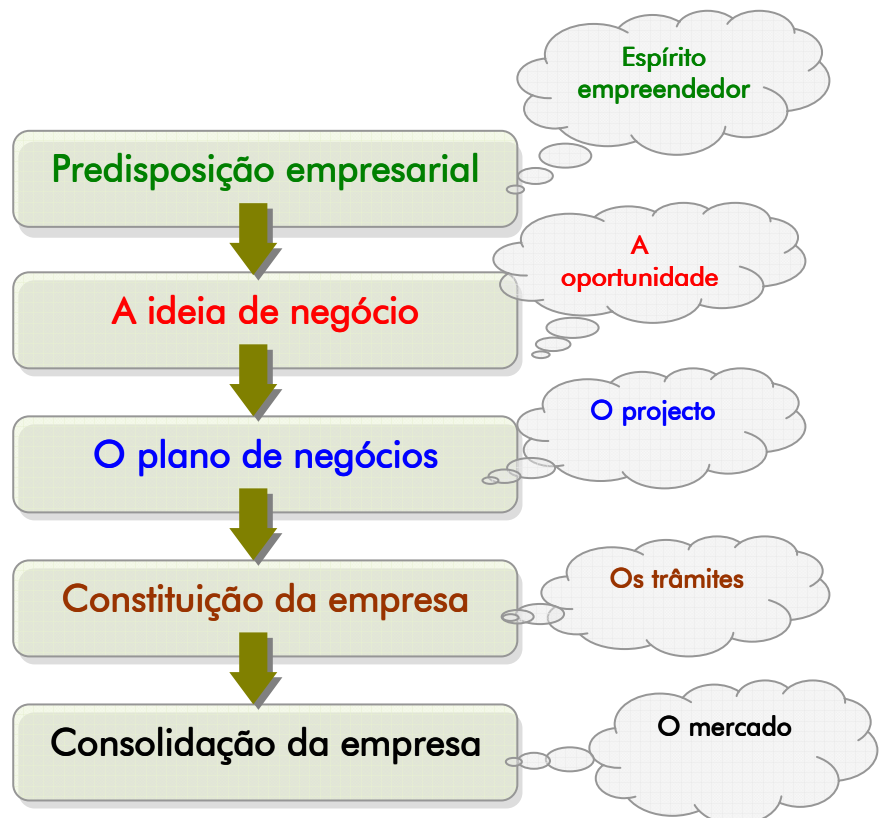 Espírito
empreendedor
Predisposição empresarial
A
oportunidade
A ideia de negócio
O projecto
O plano de negócios
Os trâmites
Constituição da empresa
O mercado
Consolidação da empresa